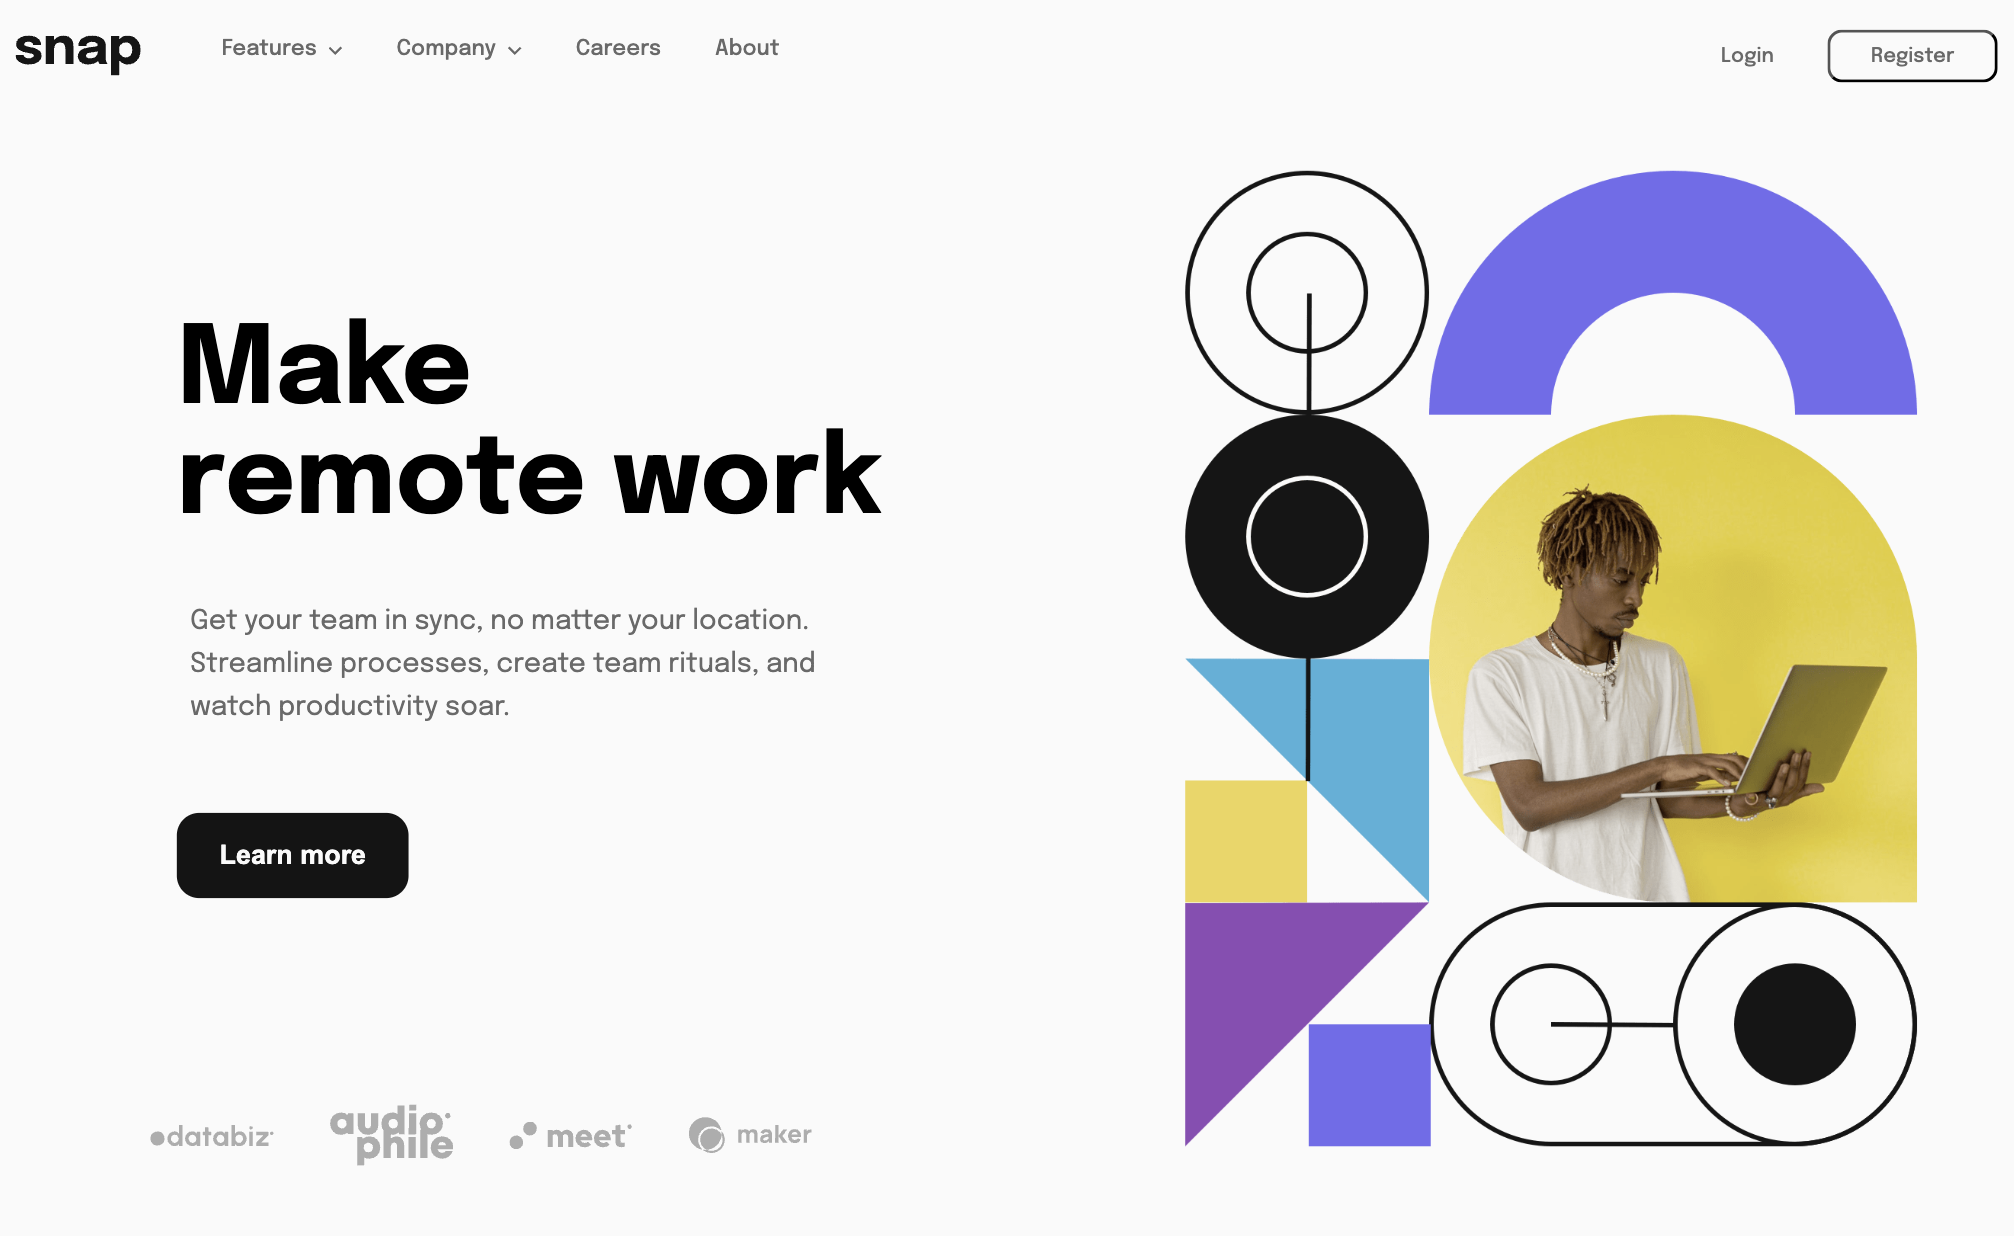 snap
Features
Company
Careers
About
Login
Register
Make
remote work
Get your team in sync, no matter your location.
Streamline processes, create team rituals, and
watch productivity soar.
Learn more
databiz
audio
phile
meet
maker